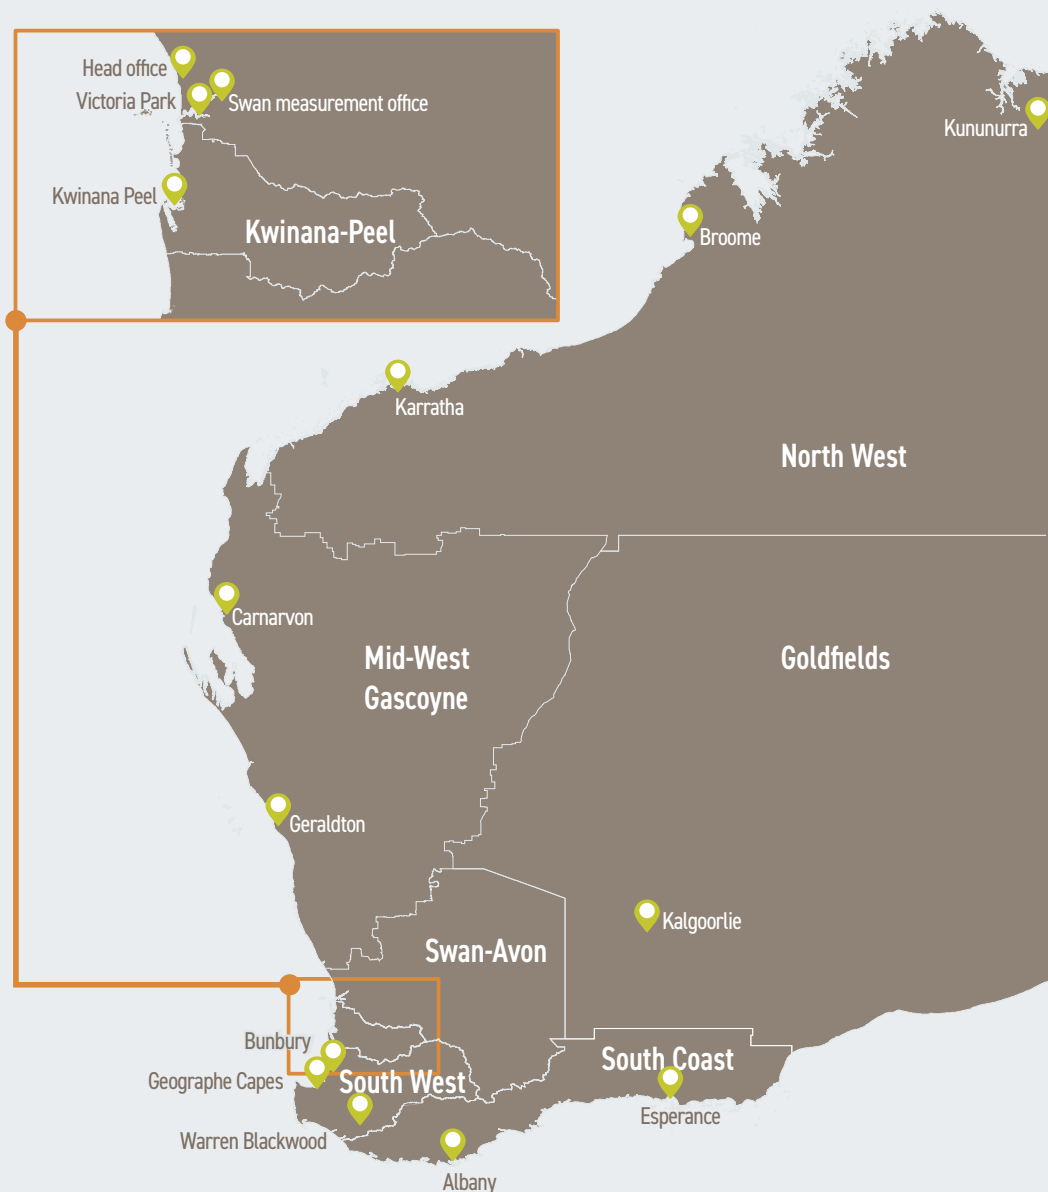 Head office
Victoria Park
Swan measurement office
Kununurra
Kwinana Peel
Kwinana-Peel
Broome
Karratha
North West
Carnarvon
Mid-West
Gascoyne
Goldfields
Geraldton
Kalgoorlie
Swan-Avon
Bunbury
South Coast
Geographe Capes
South West
Esperance
Warren Blackwood
Albany